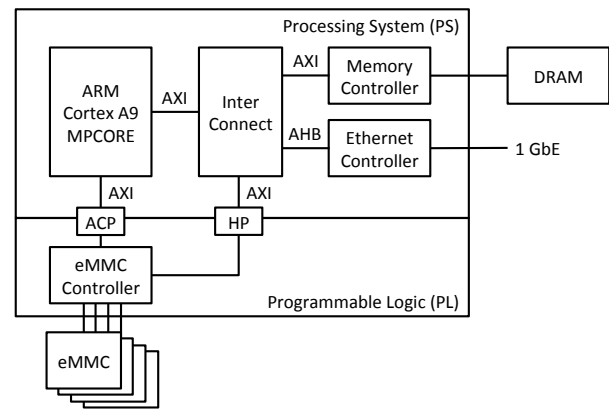 Processing System (PS)
ARM
Cortex A9
MPCORE
AXI
Inter
Connect
AXI
Memory
Controller
DRAM
AHB
Ethernet
Controller
1 GbE
AXI
AXI
ACP
HP
eMMC
Controller
Programmable Logic (PL)
eMMC